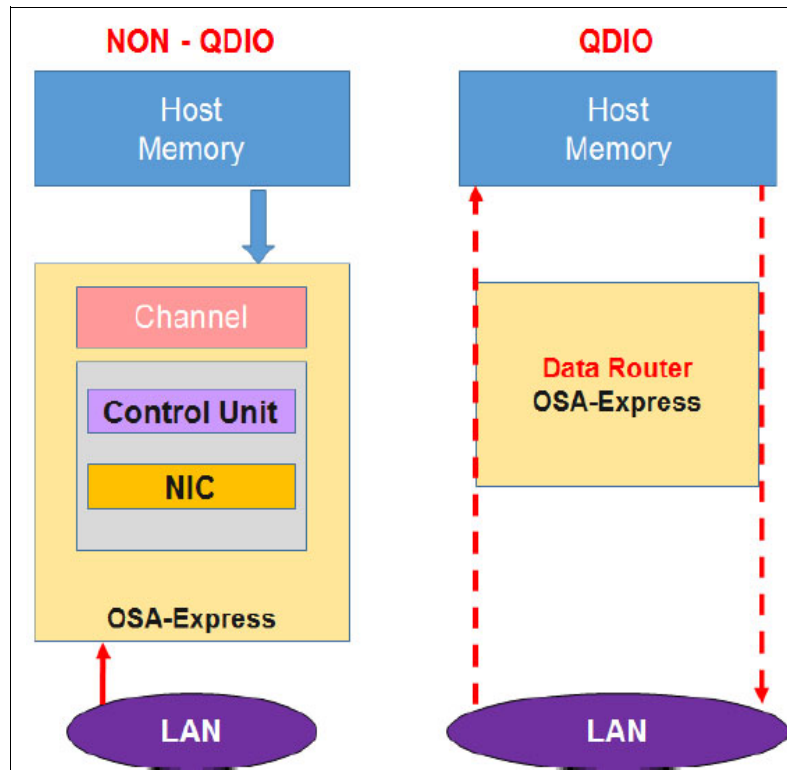 NON - QDIO
Host
Memory
Channel
Control Unit
NIC
OSA-Express
LAN
QDIO
Host
Memory
Data Router
OSA-Express
LAN